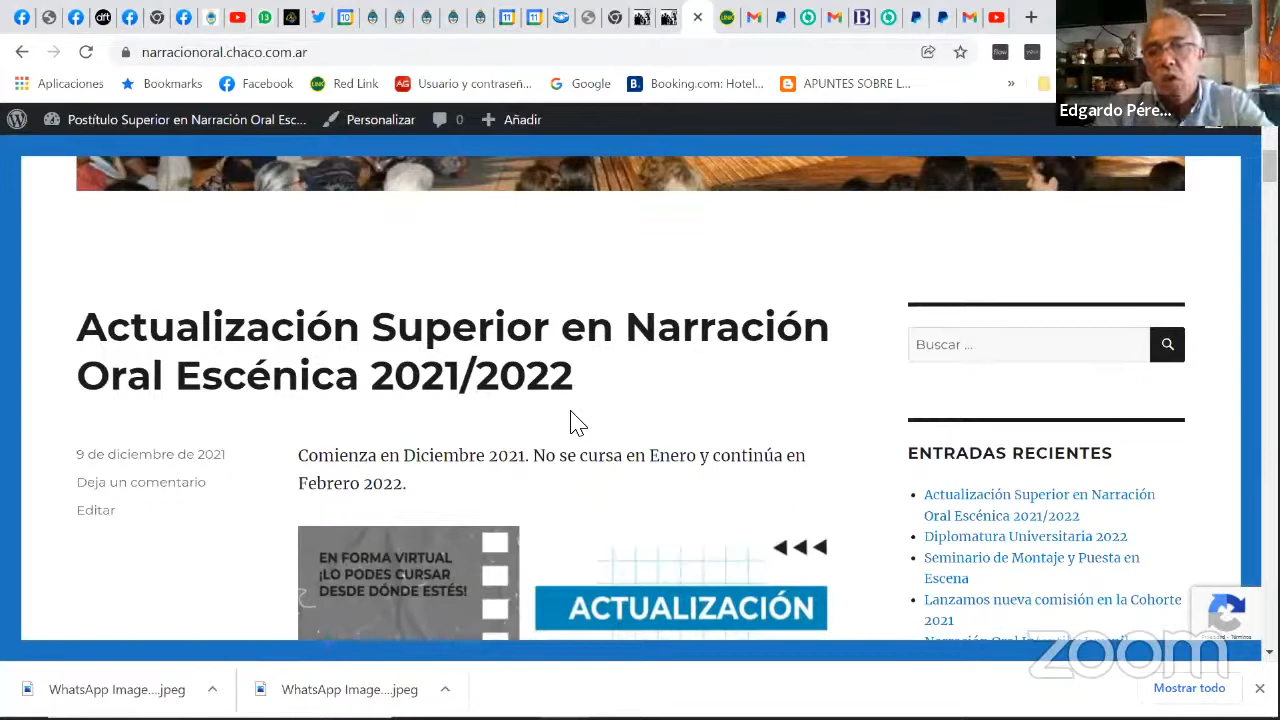 narracionoral.chaco.com.ar
Aplicaciones Bookmarks Facebook Red Link Usuario y contraseñ... Google Booking.com: Hotel... APUNTES SOBRE L... »
Edgardo Pére...
Postítulo Superior en Narración Oral Esc... Personalizar 0 Añadir
Actualización Superior en Narración
Oral Escénica 2021/2022
Buscar ...
9 de diciembre de 2021
Deja un comentario
Editar
Comienza en Diciembre 2021. No se cursa en Enero y continúa en
Febrero 2022.
EN FORMA VIRTUAL
¡LO PODES CURSAR
DESDE DÓNDE ESTÉS!
ACTUALIZACIÓN
ENTRADAS RECIENTES
Actualización Superior en Narración
Oral Escénica 2021/2022
Diplomatura Universitaria 2022
Seminario de Montaje y Puesta en
Escena
Lanzamos nueva comisión en la Cohorte
2021
zoom
WhatsApp Image....jpeg WhatsApp Image....jpeg Mostrar todo